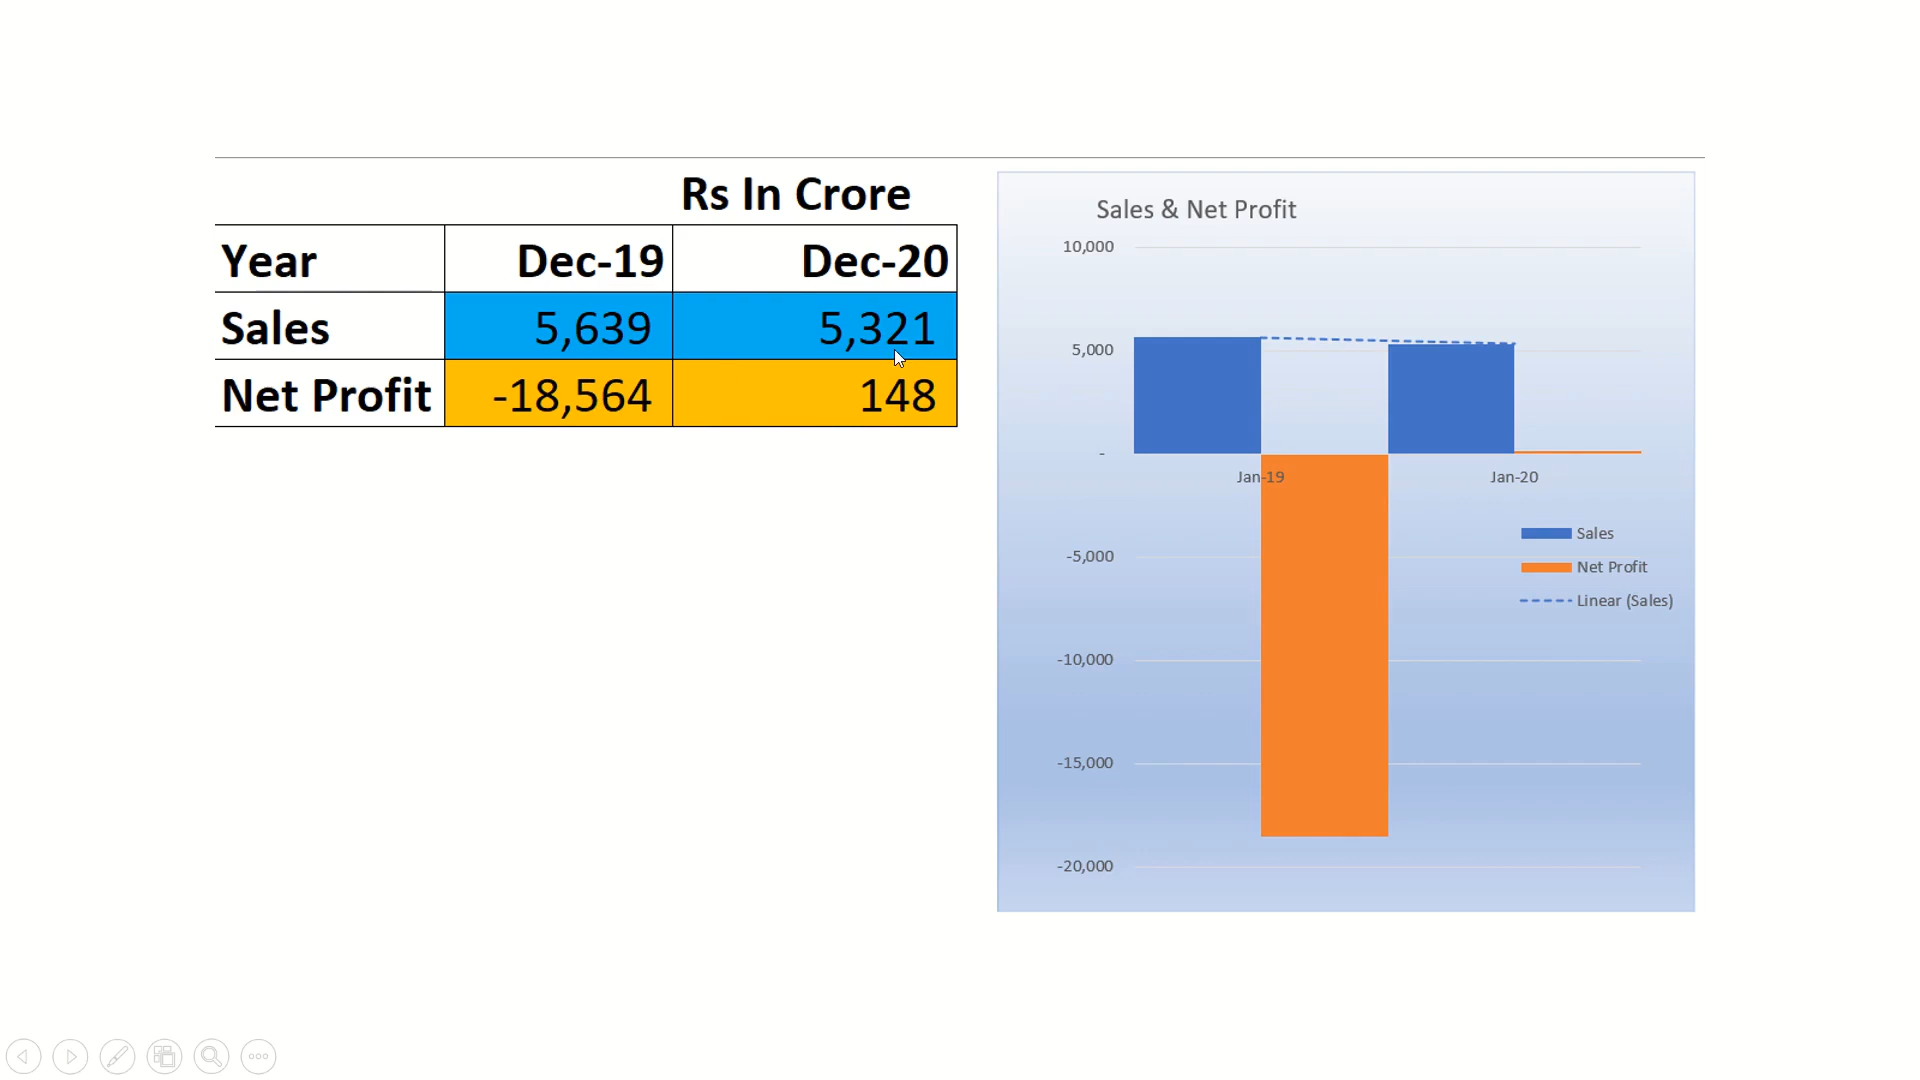 Rs In Crore
Year Dec-19 Dec-20
Sales 5,639 5,321
Net Profit -18,564 148
Sales & Net Profit
10,000
5,000
-
Jan-19 Jan-20
-5,000
-10,000
-15,000
-20,000
Sales
Net Profit
Linear (Sales)